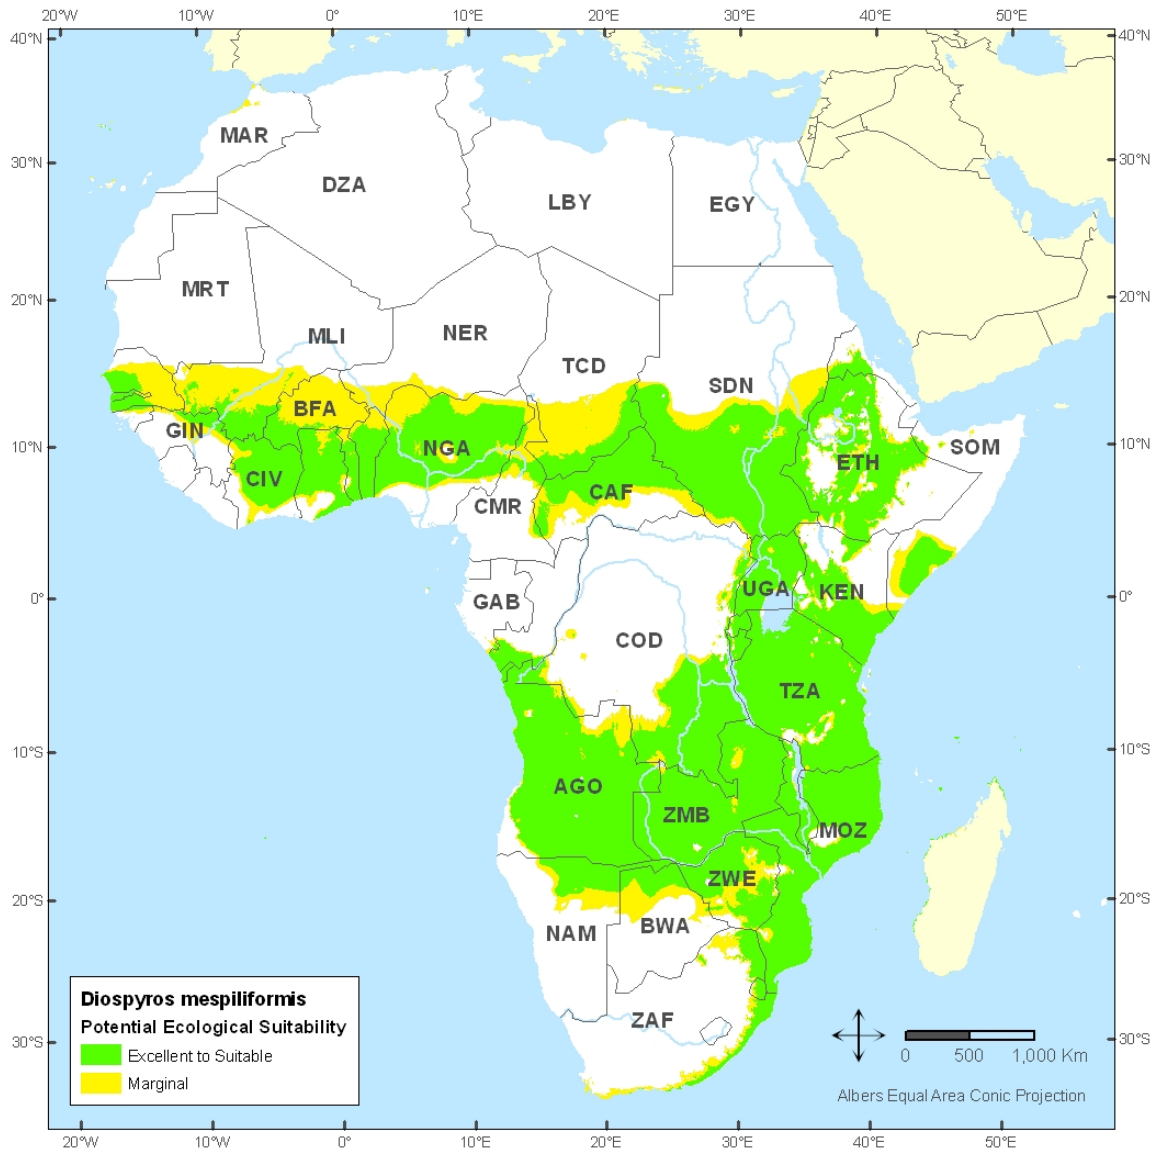 20°W 10°W 0° 10°E 20°E 30°E 40°E 50°E
40°N 40°N
MAR
30°N 30°N
DZA
LBY EGY
MRT
20°N 20°N
MLI NER
TCD
SDN
BFA
GIN
10°N NGA SOM 10°N
CIV ETH
CAF
CMR
UGA KEN
0° GAB 0°
COD
TZA
10°S 10°S
AGO
ZMB
MOZ
ZWE
20°S 20°S
NAM BWA
Diospyros mespiliformis
Potential Ecological Suitability
Excellent to Suitable
Marginal
ZAF
30°S 30°S
0 500 1,000 Km
Albers Equal Area Conic Projection
20°W 10°W 0° 10°E 20°E 30°E 40°E 50°E